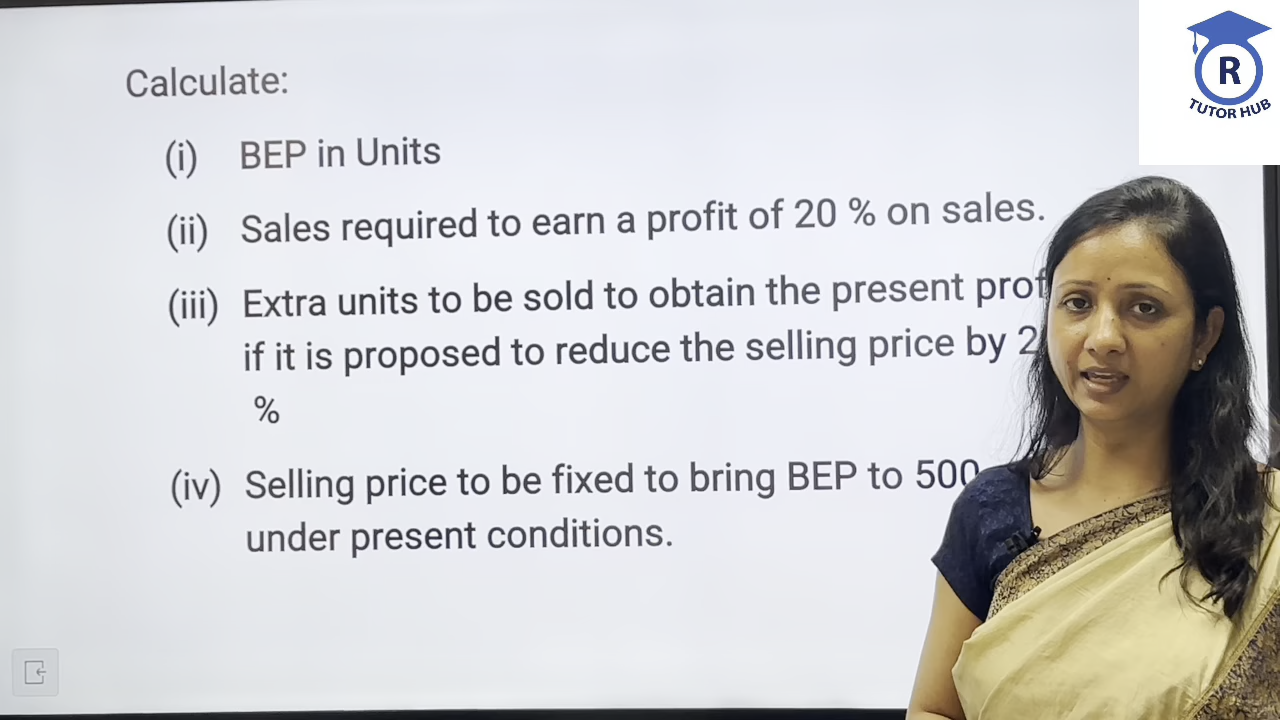 Calculate:
(i) BEP in Units
(ii) Sales required to earn a profit of 20 % on sales.
(iii) Extra units to be sold to obtain the present
if it is proposed to reduce the selling price by
%
(iv) Selling price to be fixed to bring BEP to 500
under present conditions.
R
TUTOR HUB